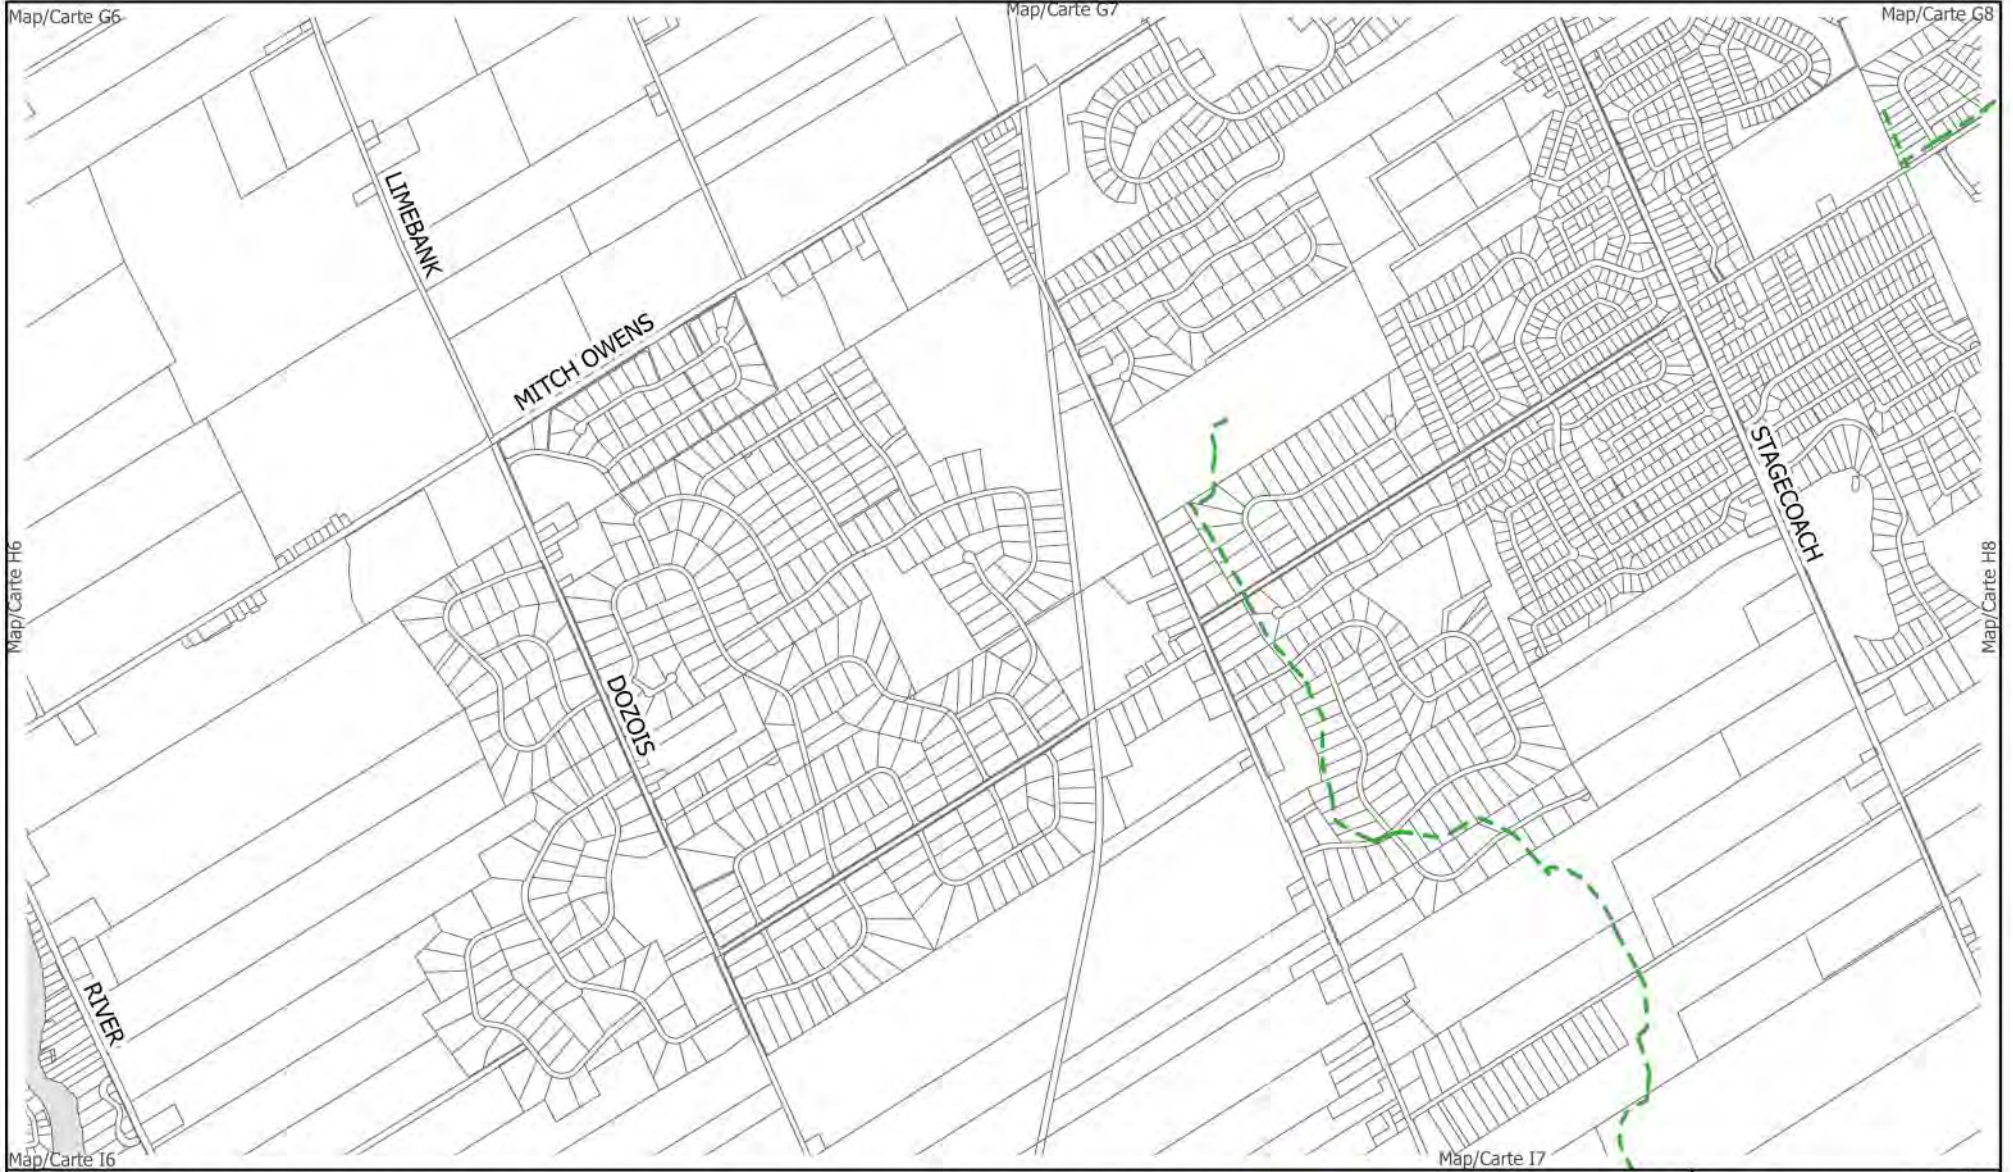 Map/Carte G6
Map/Carte G7
Map/Carte G8
LIMEBANK
MITCH OWENS
STAGECOACH
Map/Carte H6
Map/Carte H8
DOZOIS
RIVER
Map/Carte I6
Map/Carte I7